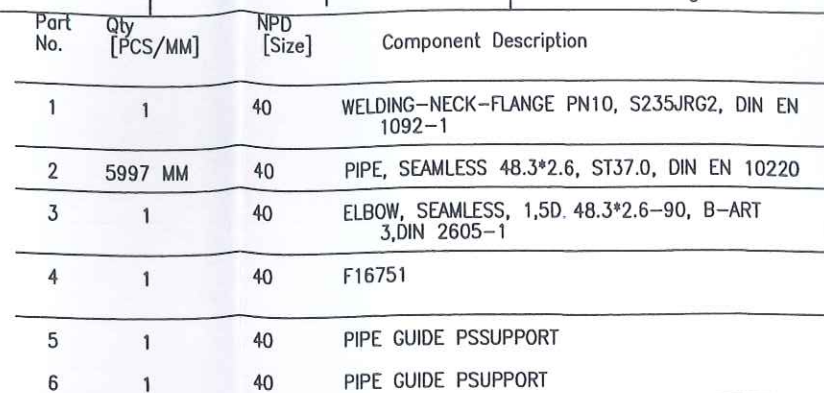 Part Qty NPD
No. [PCS/MM] [Size] Component Description
1 1 40 WELDING-NECK-FLANGE PN10, S235JRG2, DIN EN
1092-1
2 5997 MM 40 PIPE, SEAMLESS 48.3*2.6, ST37.0, DIN EN 10220
3 1 40 ELBOW, SEAMLESS, 1,5D. 48.3*2.6-90, B-ART
3,DIN 2605-1
4 1 40 F16751
5 1 40 PIPE GUIDE PSSUPPORT
6 1 40 PIPE GUIDE PSUPPORT